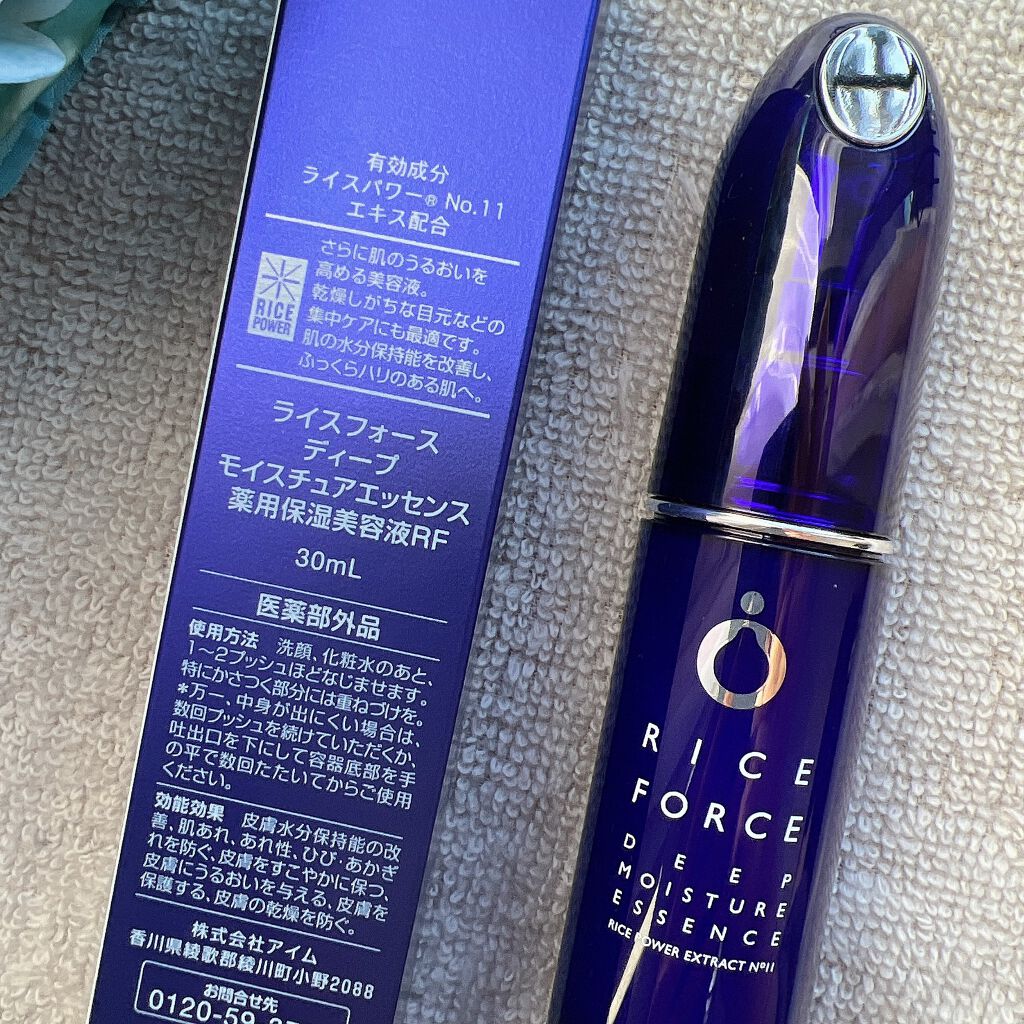 有効成分
ライスパワー® No.11
エキス配合
さらに肌のうるおいを
高める美容液。
乾燥しがちな目元などの
集中ケアにも最適です。
肌の水分保持能を改善し、
ふっくらハリのある肌へ。
RICE
POWER
ライスフォース
ディープ
モイスチュアエッセンス
薬用保湿美容液RF
30mL
医薬部外品
使用方法 洗顔、化粧水のあと、
1〜2プッシュほどなじませます。
特にかさつく部分には重ねづけを。
*万一、中身が出にくい場合は、
数回プッシュを続けていただくか、
吐出口を下にして容器底部を手
の平で数回たたいてからご使用
ください。
効能効果 皮膚水分保持能の改
善、肌あれ、あれ性、ひび・あかぎ
れを防ぐ、皮膚をすこやかに保つ、
皮膚にうるおいを与える、皮膚を
保護する、皮膚の乾燥を防ぐ。
株式会社アイム
香川県綾歌郡綾川町小野2088
お問合せ先
0120-59-
RICE
FORCE
DEEP
MOISTURE
ESSENCE
RICE POWER EXTRACT Nº11